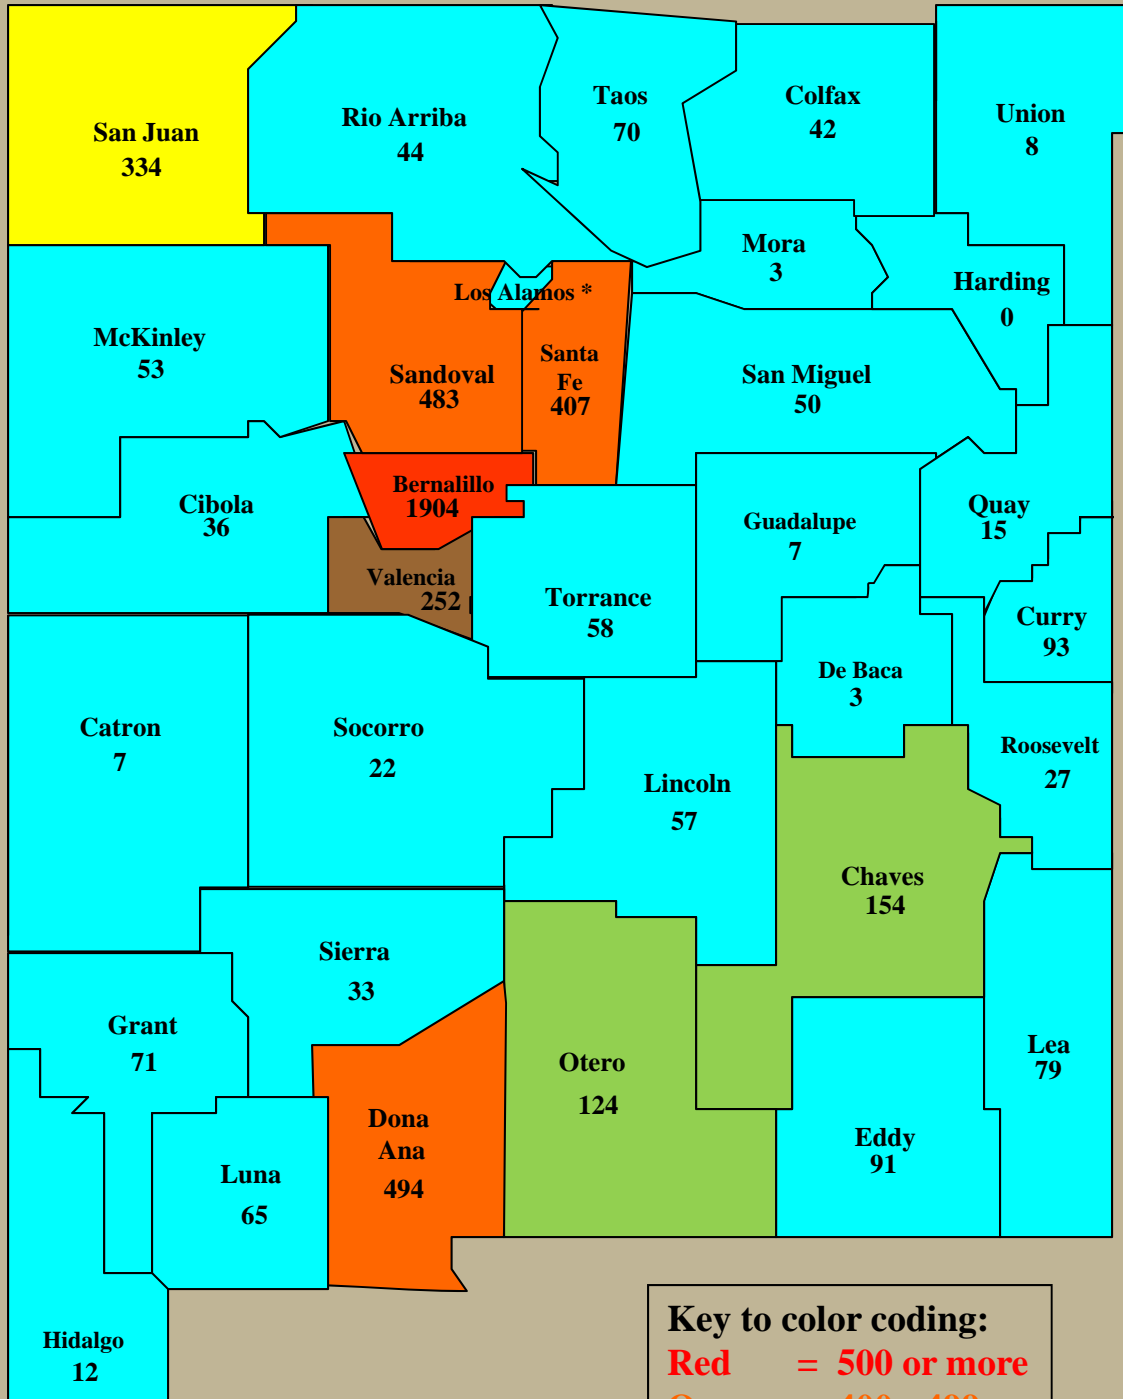 San Juan
334
Rio Arriba
44
Taos
70
Colfax
42
Union
8
Mora
3
Harding
0
Los Alamos *
McKinley
53
Sandoval
483
Santa
Fe
407
San Miguel
50
Bernalillo
1904
Cibola
36
Guadalupe
7
Quay
15
Valencia
252
Torrance
58
Curry
93
De Baca
3
Catron
7
Socorro
22
Roosevelt
27
Lincoln
57
Chaves
154
Sierra
33
Grant
71
Otero
124
Lea
79
Dona
Ana
494
Eddy
91
Luna
65
Hidalgo
12
Key to color coding:
Red = 500 or more